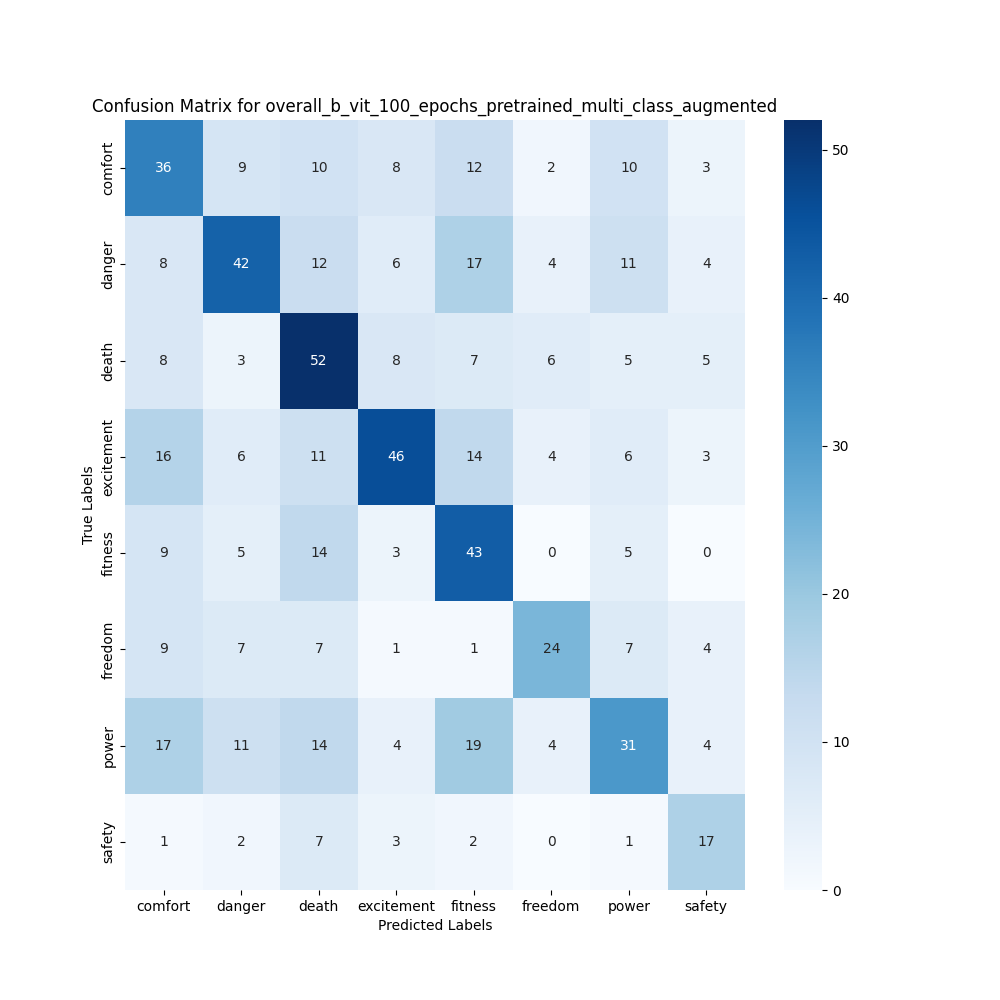 Confusion Matrix for overall_b_vit_100_epochs_pretrained_multi_class_augmented
comfort 36 9 10 8 12 2 10 3
danger 8 42 12 6 17 4 11 4
death 8 3 52 8 7 6 5 5
excitement 16 6 11 46 14 4 6 3
fitness 9 5 14 3 43 0 5 0
freedom 9 7 7 1 1 24 7 4
power 17 11 14 4 19 4 31 4
safety 1 2 7 3 2 0 1 17
comfort danger death excitement fitness freedom power safety
Predicted Labels
True Labels
50
40
30
20
10
0